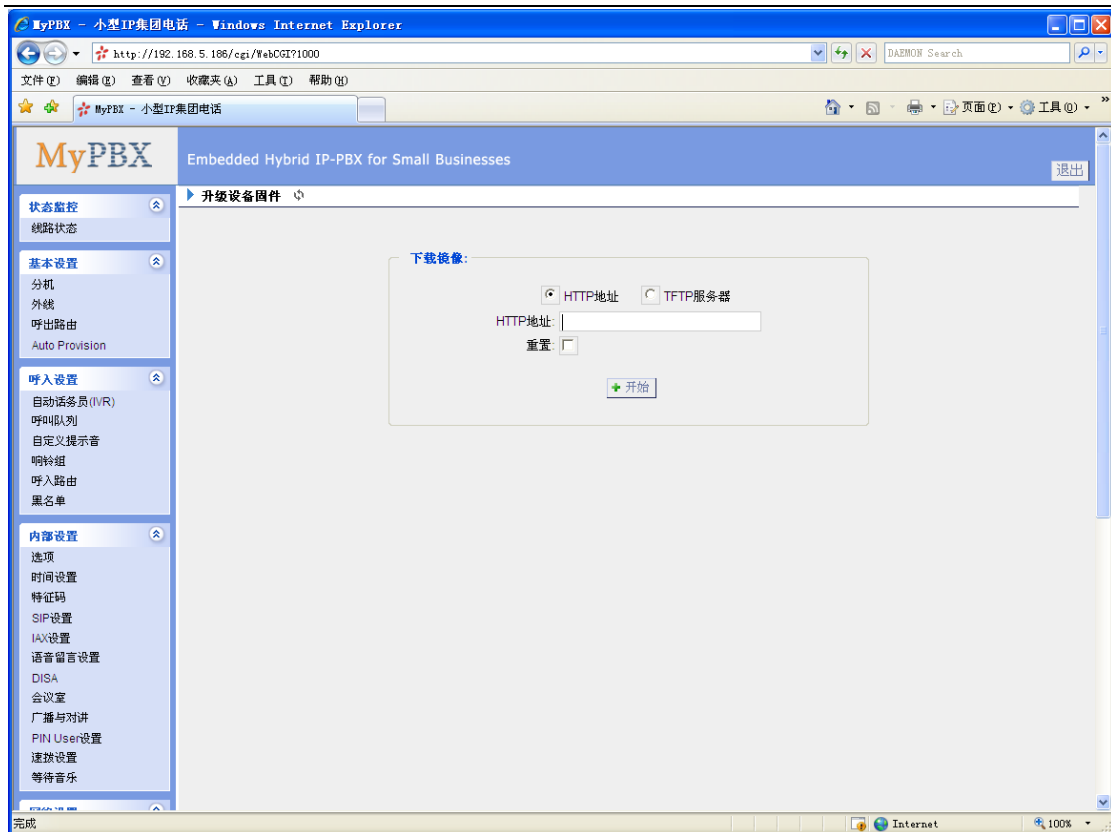 MyPBX - 小型IP集团电话 - Windows Internet Explorer
http://192.168.5.186/cgi/WebCGI?1000
DAEMON Search
文件(F) 编辑(E) 查看(V) 收藏夹(A) 工具(T) 帮助(H)
MyPBX - 小型IP集团电话
页面(P) 工具(O)
MyPBX
Embedded Hybrid IP-PBX for Small Businesses
退出
状态监控
线路状态
基本设置
分机
外线
呼出路由
Auto Provision
呼入设置
自动话务员(IVR)
呼叫队列
自定义提示音
响铃组
呼入路由
黑名单
内部设置
选项
时间设置
特征码
SIP设置
IAX设置
语音留言设置
DISA
会议室
广播与对讲
PIN User设置
速拨设置
等待音乐
升级设备固件
下载镜像:
HTTP地址 TFTP服务器
HTTP地址:
重置:
开始
完成
Internet
100%